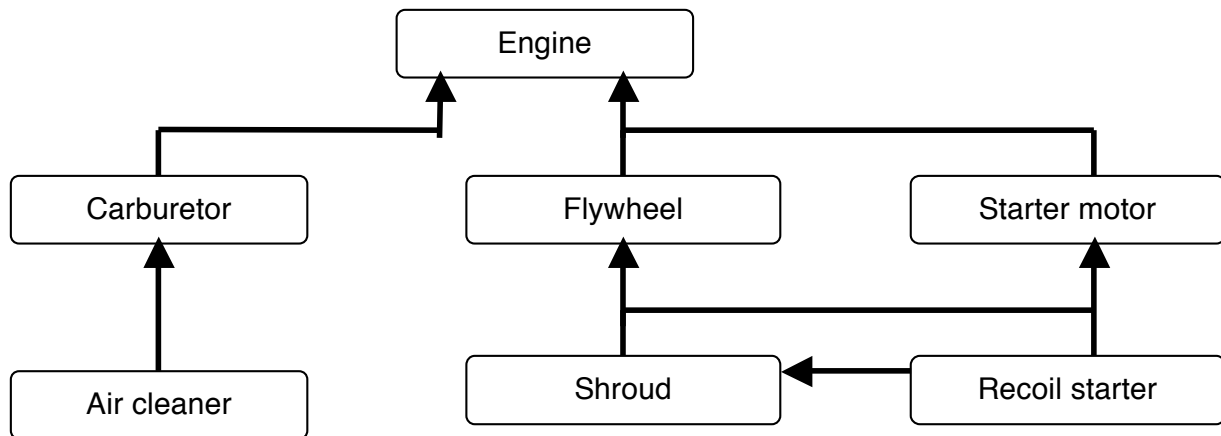 Engine
Carburetor
Flywheel
Starter motor
Air cleaner
Shroud
Recoil starter